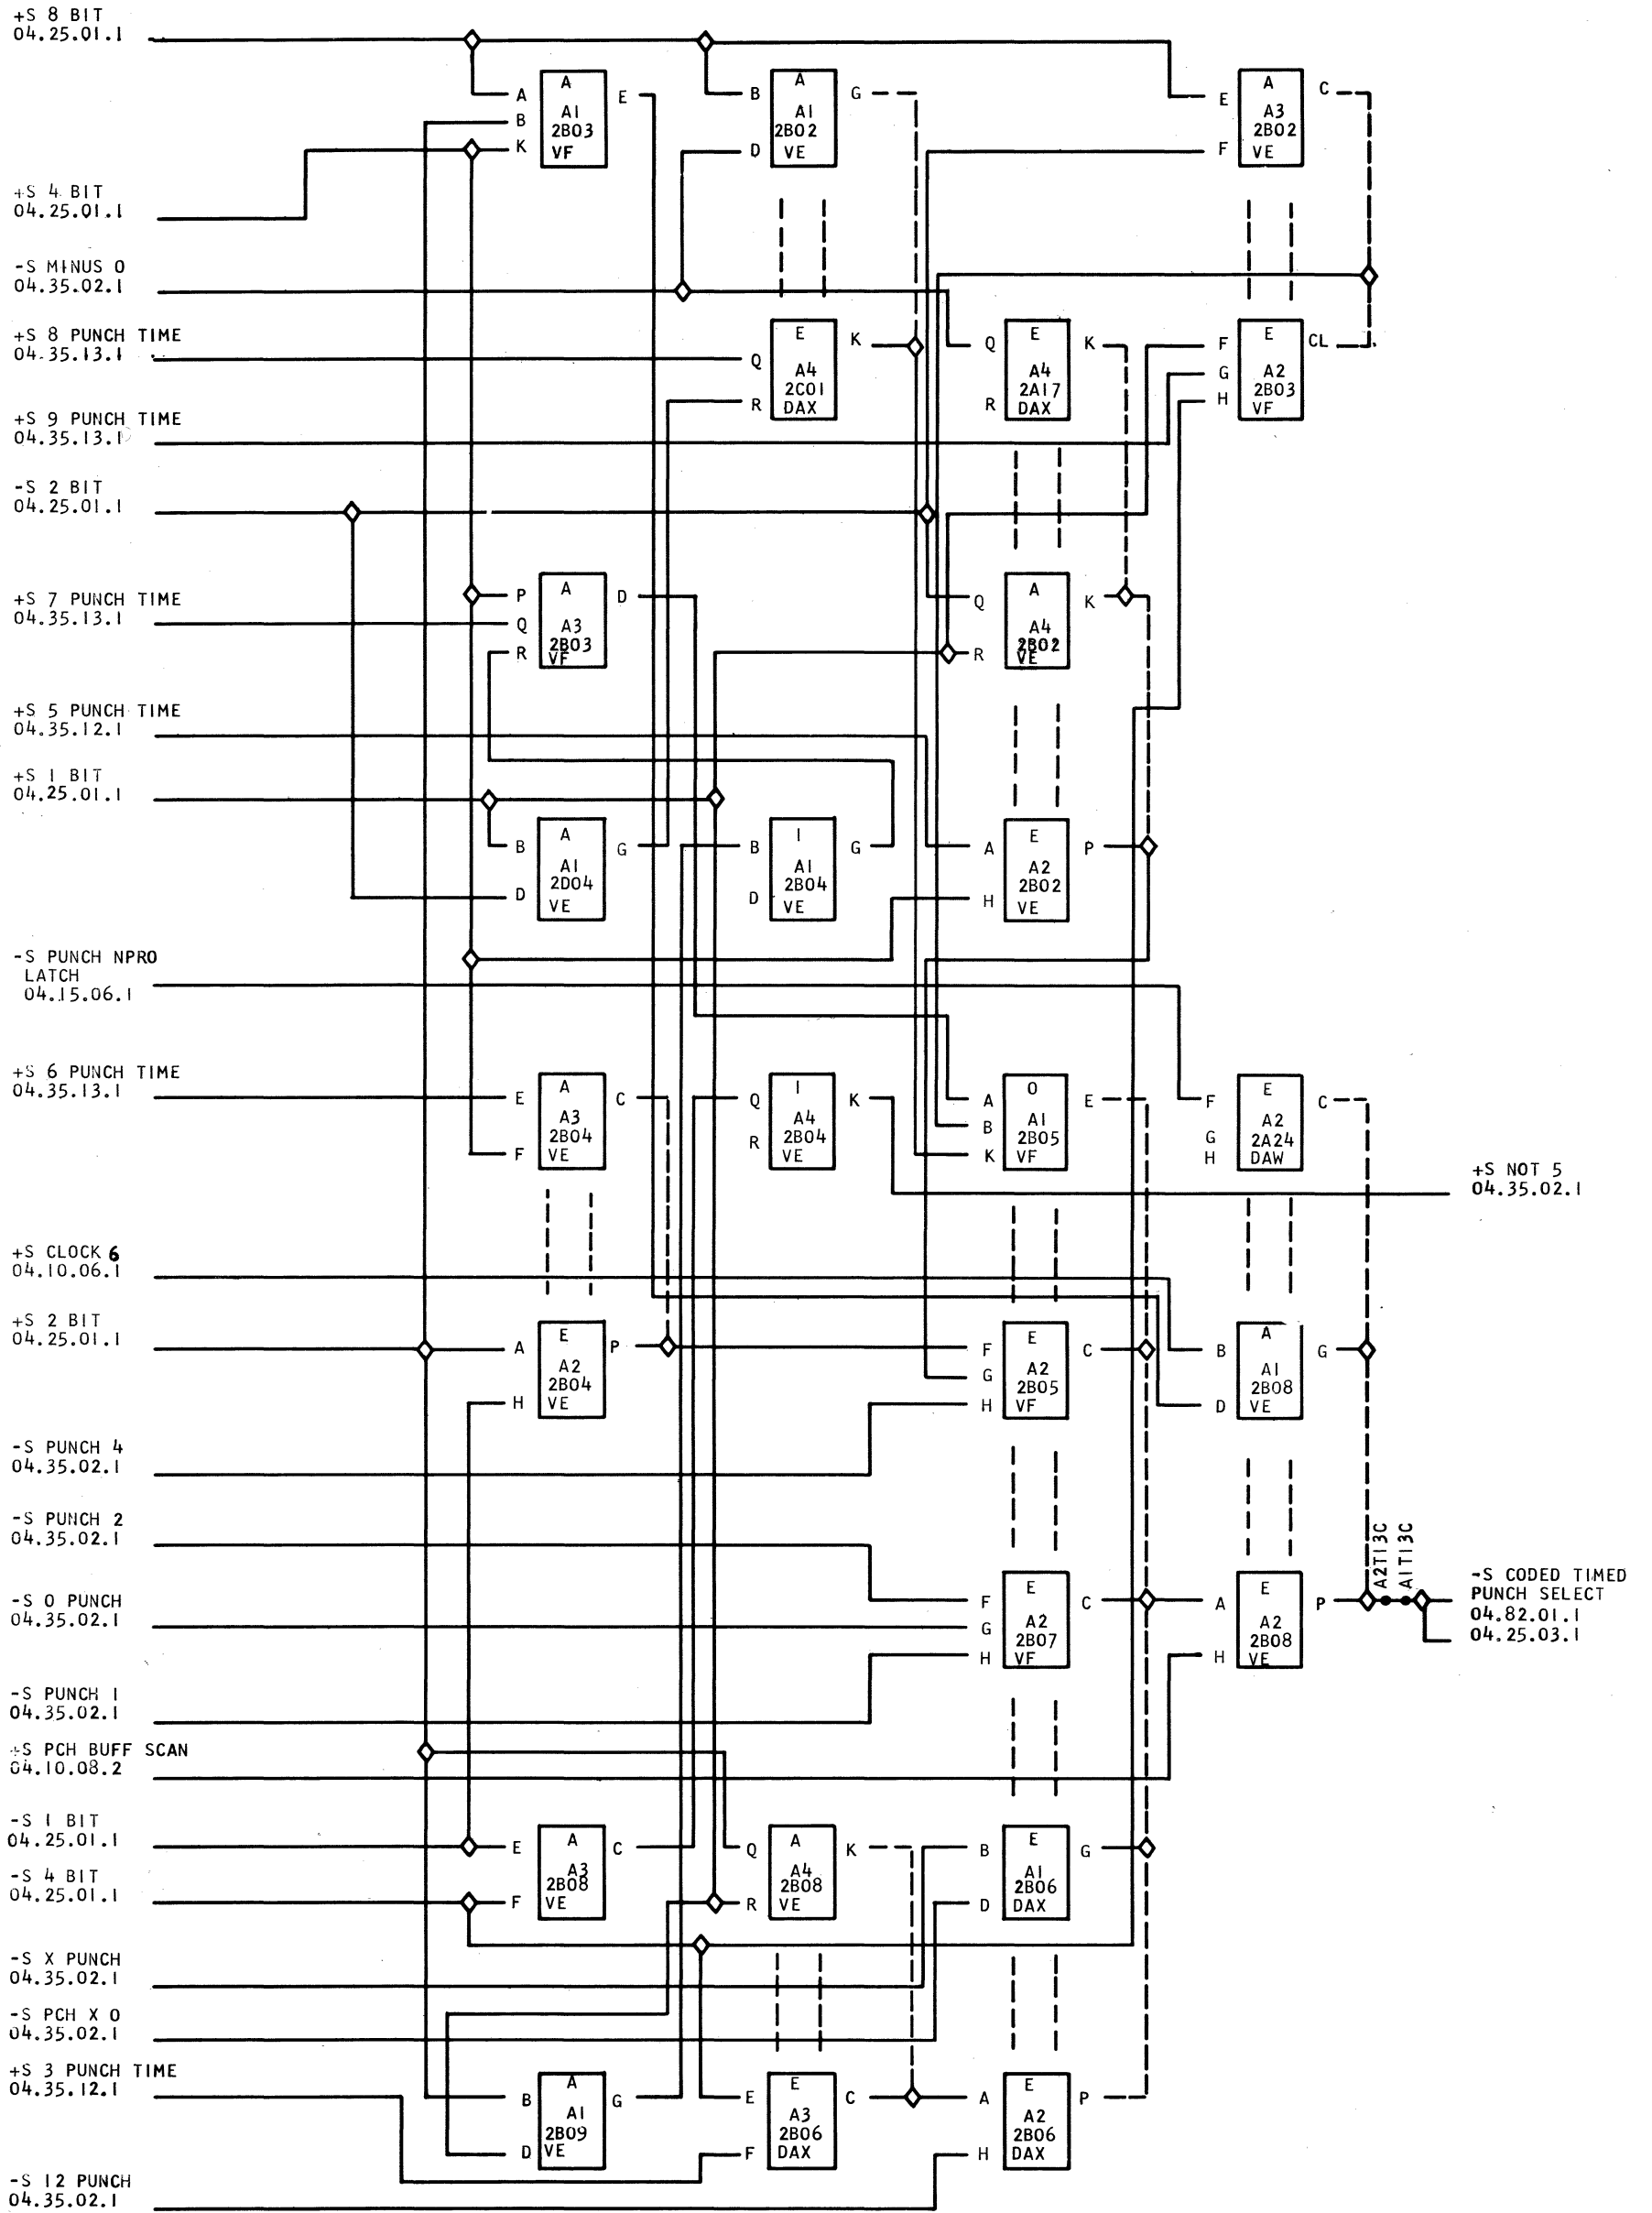 +S 8 BIT
04.25.01.1
+S 4 BIT
04.25.01.1
-S MINUS 0
04.35.02.1
+S 8 PUNCH TIME
04.35.13.1
+S 9 PUNCH TIME
04.35.13.1
-S 2 BIT
04.25.01.1
+S 7 PUNCH TIME
04.35.13.1
+S 5 PUNCH TIME
04.35.12.1
+S 1 BIT
04.25.01.1
-S PUNCH NPRO
LATCH
04.15.06.1
+S 6 PUNCH TIME
04.35.13.1
+S CLOCK 6
04.10.06.1
+S 2 BIT
04.25.01.1
-S PUNCH 4
04.35.02.1
-S PUNCH 2
04.35.02.1
-S 0 PUNCH
04.35.02.1
-S PUNCH 1
04.35.02.1
+S PCH BUFF SCAN
04.10.08.2
-S 1 BIT
04.25.01.1
-S 4 BIT
04.25.01.1
-S X PUNCH
04.35.02.1
-S PCH X 0
04.35.02.1
+S 3 PUNCH TIME
04.35.12.1
-S 12 PUNCH
04.35.02.1
A
B
K
A
A1
2B03
VF
E
P
Q
R
A
A3
2B03
VF
D
B
D
A
A1
2D04
VE
G
E
F
A
A3
2B04
VE
C
A
H
E
A2
2B04
VE
P
E
F
A
A3
2B08
VE
C
B
D
A
A1
2B09
VE
G
B
D
A
A1
2B02
VE
G
Q
R
E
A4
2C01
DAX
K
B
D
I
A1
2B04
VE
G
Q
R
I
A4
2B04
VE
K
Q
R
A
A4
2B08
VE
K
E
F
E
A3
2B06
DAX
C
Q
R
E
A4
2A17
DAX
K
Q
R
A
A4
2B02
VE
K
A
H
E
A2
2B02
VE
P
A
B
K
O
A1
2B05
VF
E
F
G
H
E
A2
2B05
VF
C
F
G
H
E
A2
2B07
VF
C
B
D
E
A1
2B06
DAX
G
A
H
E
A2
2B06
DAX
P
E
F
A
A3
2B02
VE
C
F
G
H
E
A2
2B03
VF
CL
F
G
H
E
A2
2A24
DAW
C
B
D
A
A1
2B08
VE
G
A
H
E
A2
2B08
VE
P
A2T13C
A1T13C
+S NOT 5
04.35.02.1
-S CODED TIMED
PUNCH SELECT
04.82.01.1
04.25.03.1